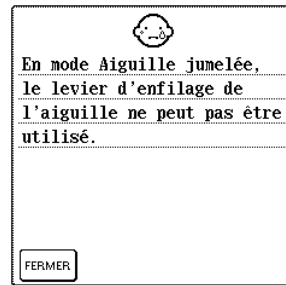 En mode Aiguille jumelée,
le levier d'enfilage de
l'aiguille ne peut pas être
utilisé.
FERMER